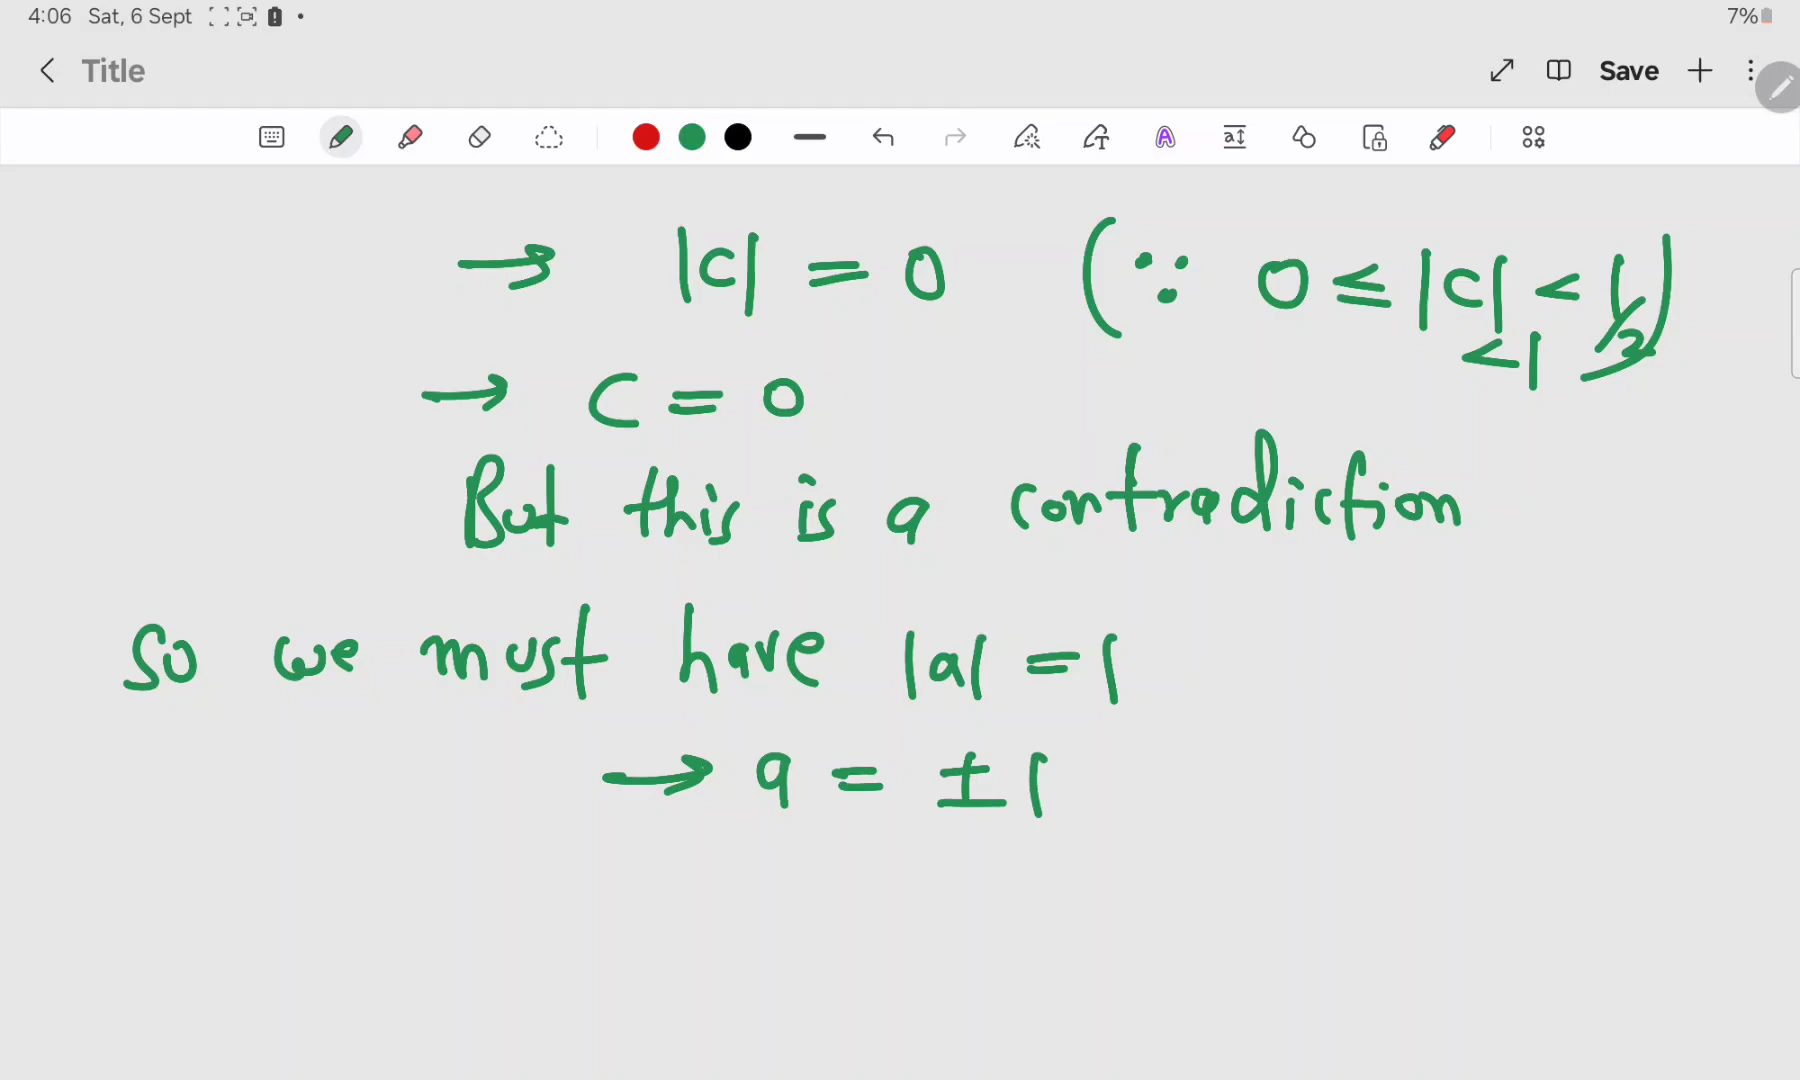 4:06 Sat, 6 Sept 7%
Title Save
→ |c| = 0 (∵ 0 ≤ |c| < 1/2)
< 1
→ c = 0
But this is a contradiction
So we must have |a| = 1
→ a = ± 1